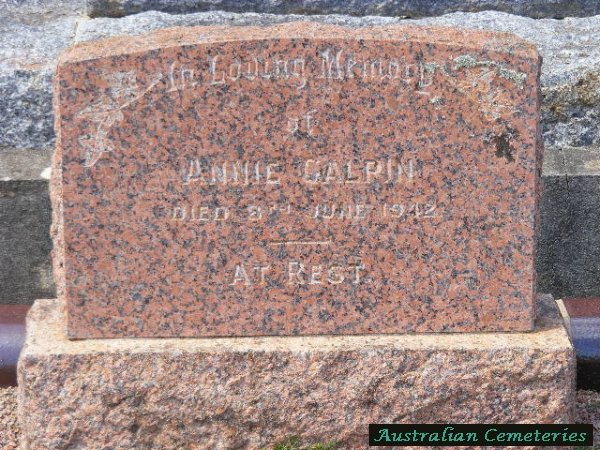 In Loving Memory
of
ANNIE GALPIN
DIED 8TH JUNE 1942
AT REST
Australian Cemeteries